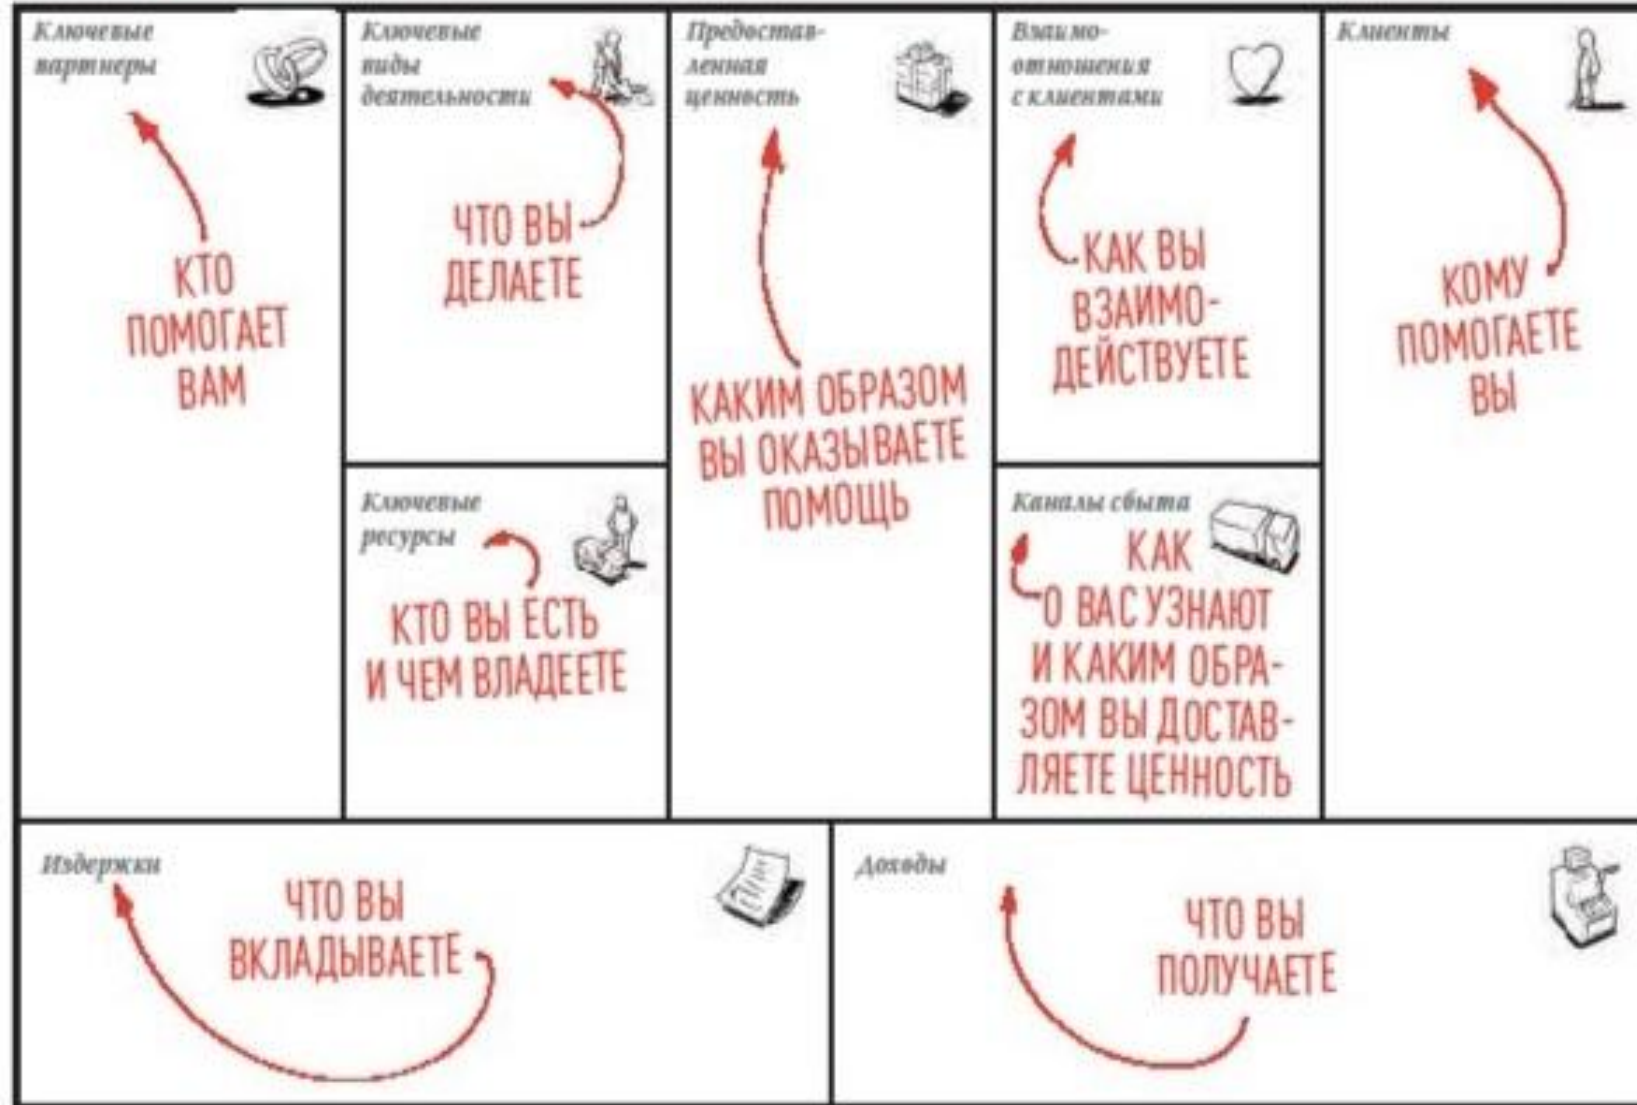 Ключевые
партнеры
КТО
ПОМОГАЕТ
ВАМ
Ключевые
виды
деятельности
ЧТО ВЫ
ДЕЛАЕТЕ
Ключевые
ресурсы
КТО ВЫ ЕСТЬ
И ЧЕМ ВЛАДЕЕТЕ
Предостав-
ленная
ценность
КАКИМ ОБРАЗОМ
ВЫ ОКАЗЫВАЕТЕ
ПОМОЩЬ
Взаимо-
отношения
с клиентами
КАК ВЫ
ВЗАИМО-
ДЕЙСТВУЕТЕ
Каналы сбыта
КАК
О ВАС УЗНАЮТ
И КАКИМ ОБРА-
ЗОМ ВЫ ДОСТАВ-
ЛЯЕТЕ ЦЕННОСТЬ
Клиенты
КОМУ
ПОМОГАЕТЕ
ВЫ
Издержки
ЧТО ВЫ
ВКЛАДЫВАЕТЕ
Доходы
ЧТО ВЫ
ПОЛУЧАЕТЕ